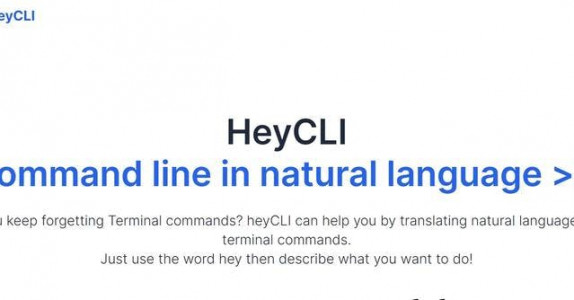 eyCLI
HeyCLI
ommand line in natural language >
u keep forgetting Terminal commands? heyCLI can help you by translating natural language
terminal commands.
Just use the word hey then describe what you want to do!